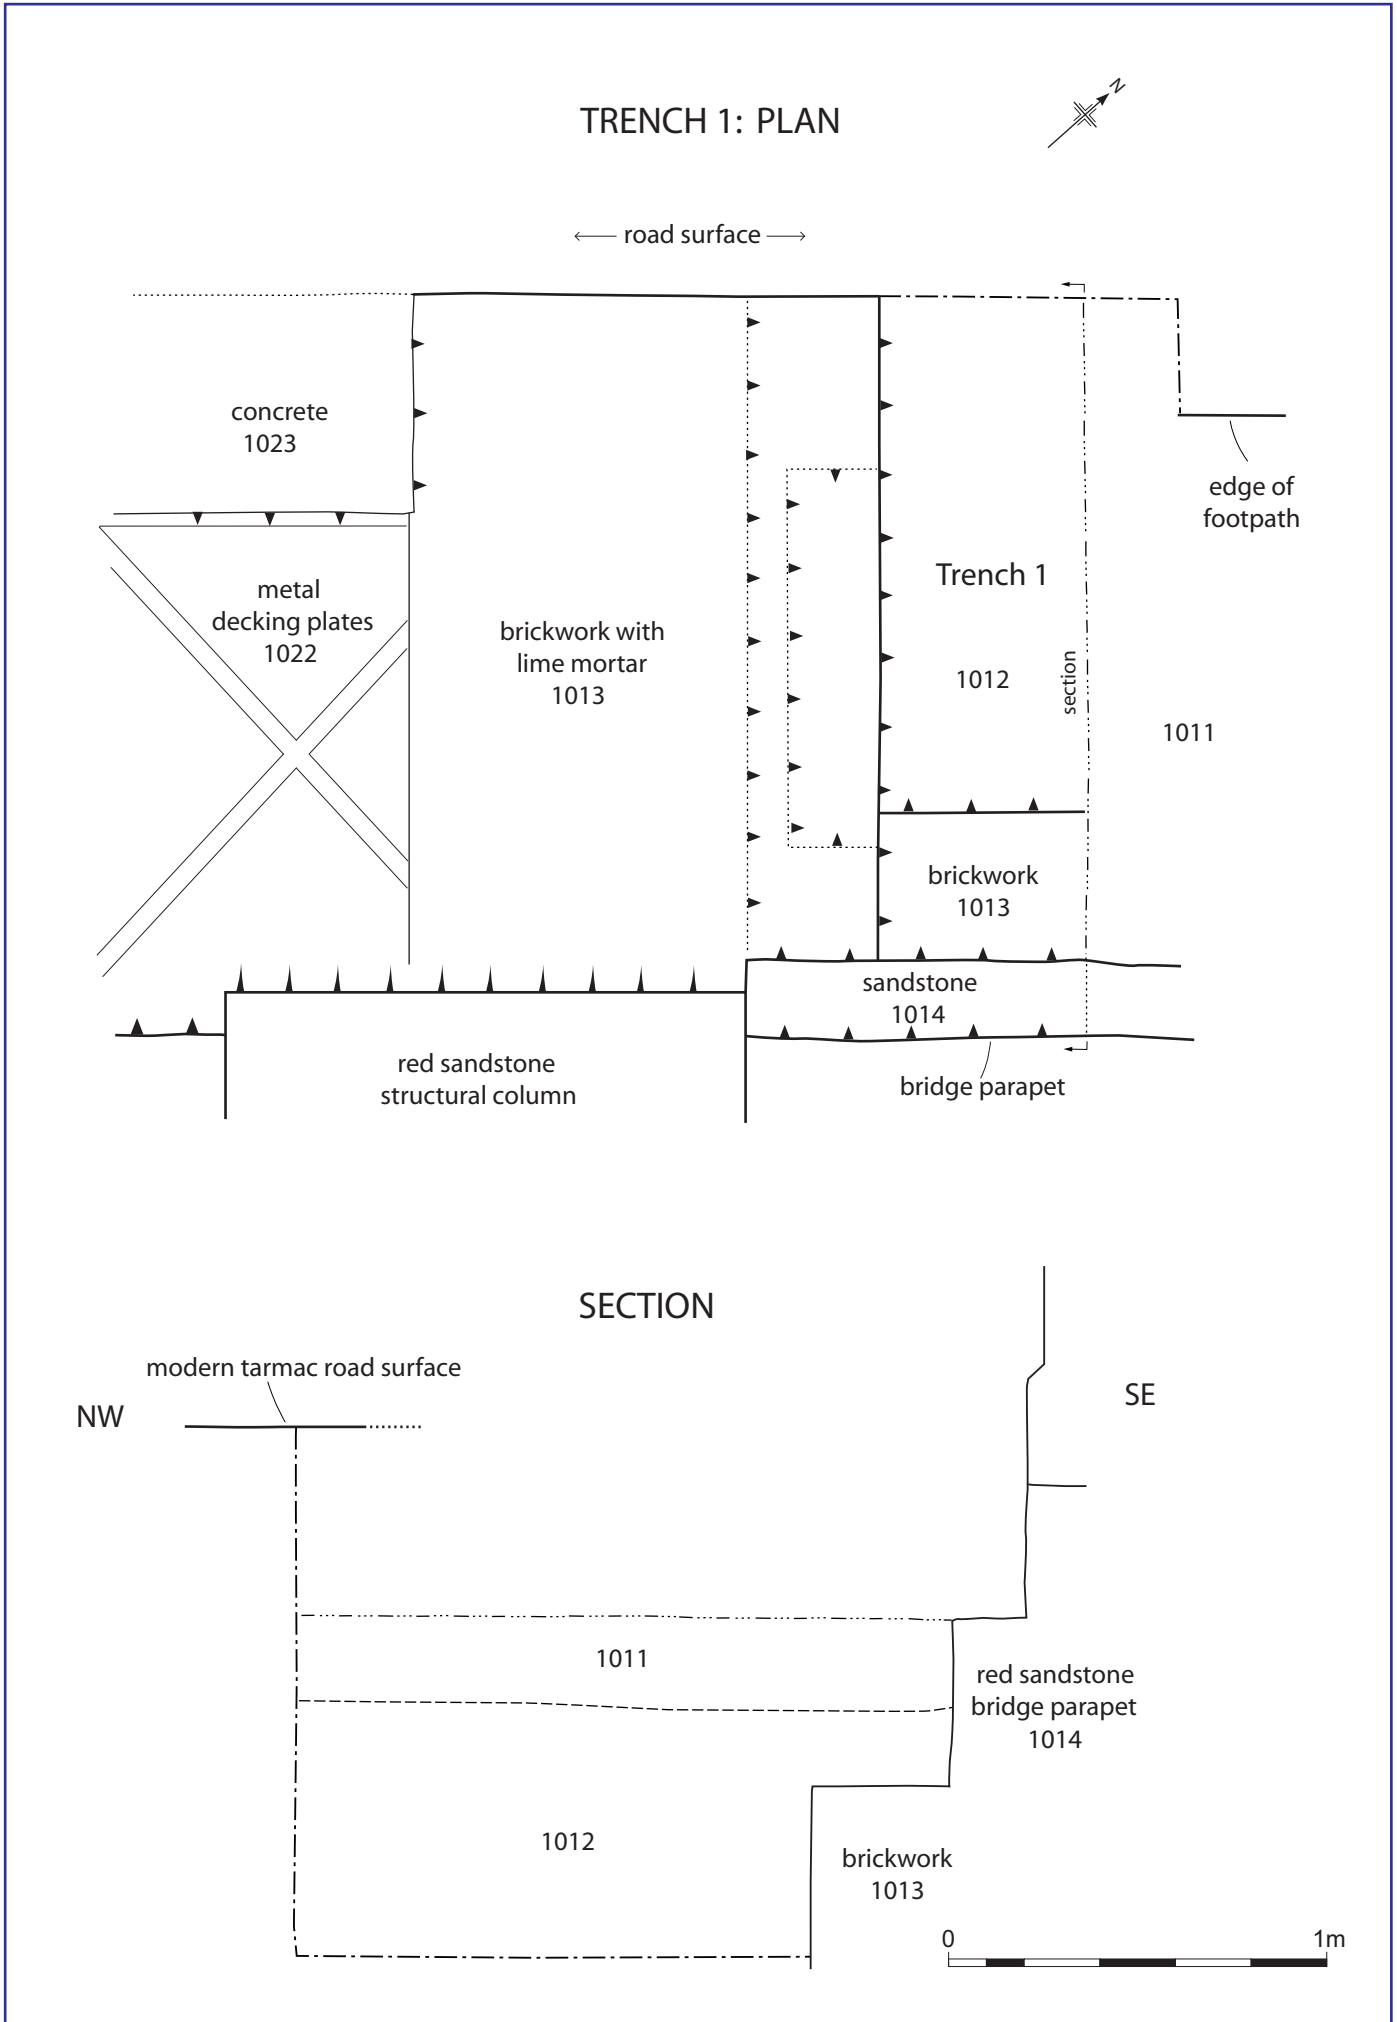 TRENCH 1: PLAN
N
road surface
concrete
1023
edge of
footpath
metal
decking plates
1022
brickwork with
lime mortar
1013
Trench 1
1012
section
1011
brickwork
1013
sandstone
1014
red sandstone
structural column
bridge parapet
SECTION
modern tarmac road surface
NW
SE
1011
red sandstone
bridge parapet
1014
1012
brickwork
1013
0
1m